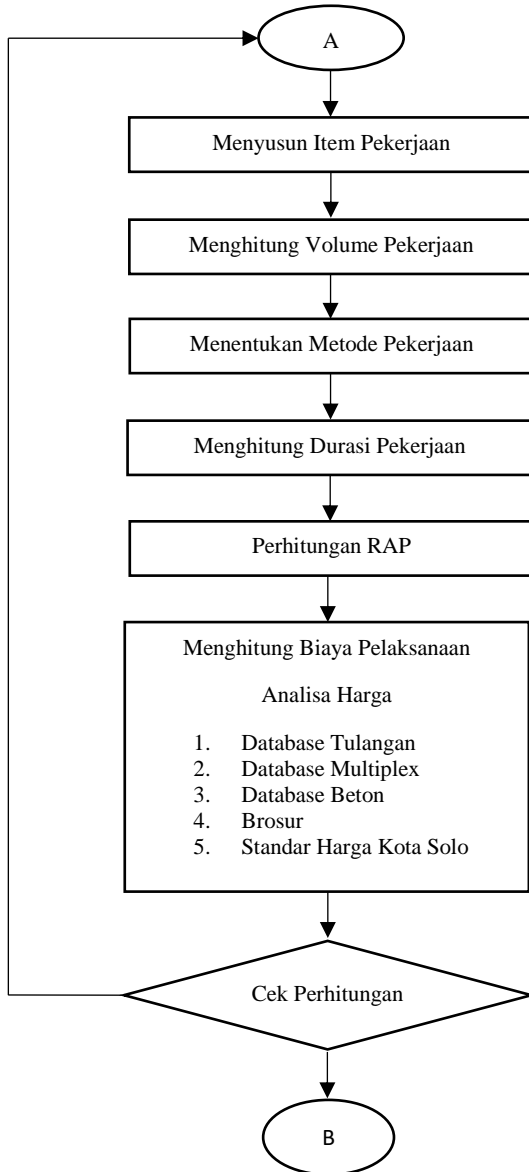 A
Menyusun Item Pekerjaan
Menghitung Volume Pekerjaan
Menentukan Metode Pekerjaan
Menghitung Durasi Pekerjaan
Perhitungan RAP
Menghitung Biaya Pelaksanaan
Analisa Harga
1. Database Tulangan
2. Database Multiplex
3. Database Beton
4. Brosur
5. Standar Harga Kota Solo
Cek Perhitungan
B